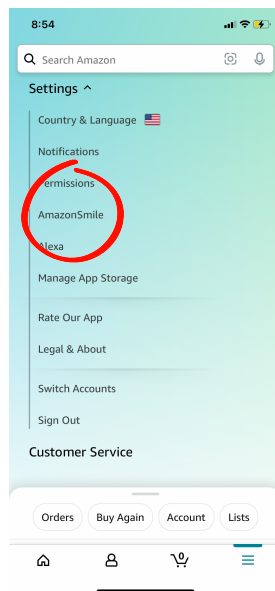 8:54
Search Amazon
Settings
Country & Language
Notifications
Permissions
AmazonSmile
Alexa
Manage App Storage
Rate Our App
Legal & About
Switch Accounts
Sign Out
Customer Service
Orders Buy Again Account Lists
0